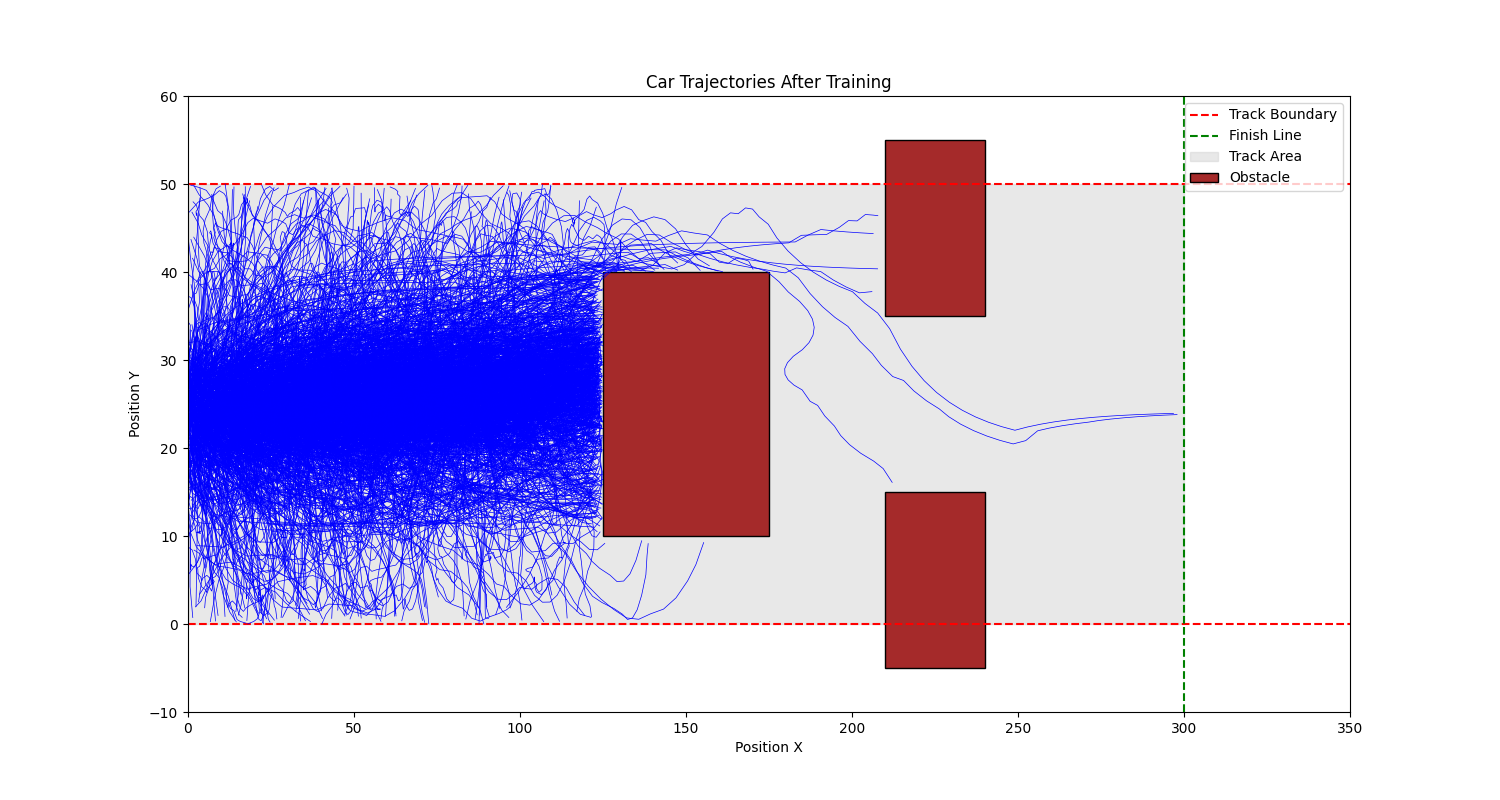 Car Trajectories After Training
Track Boundary
Finish Line
Track Area
Obstacle
Position Y
60
50
40
30
20
10
0
−10
0 50 100 150 200 250 300 350
Position X